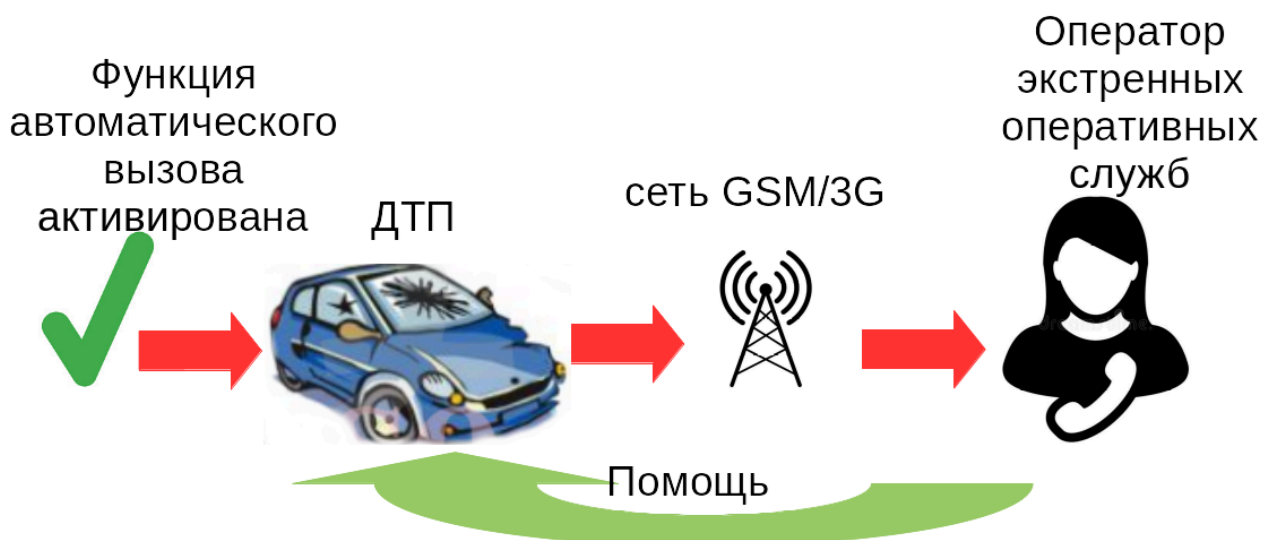 Функция
автоматического
вызова
активирована
ДТП
сеть GSM/3G
Оператор
экстренных
оперативных
служб
Помощь